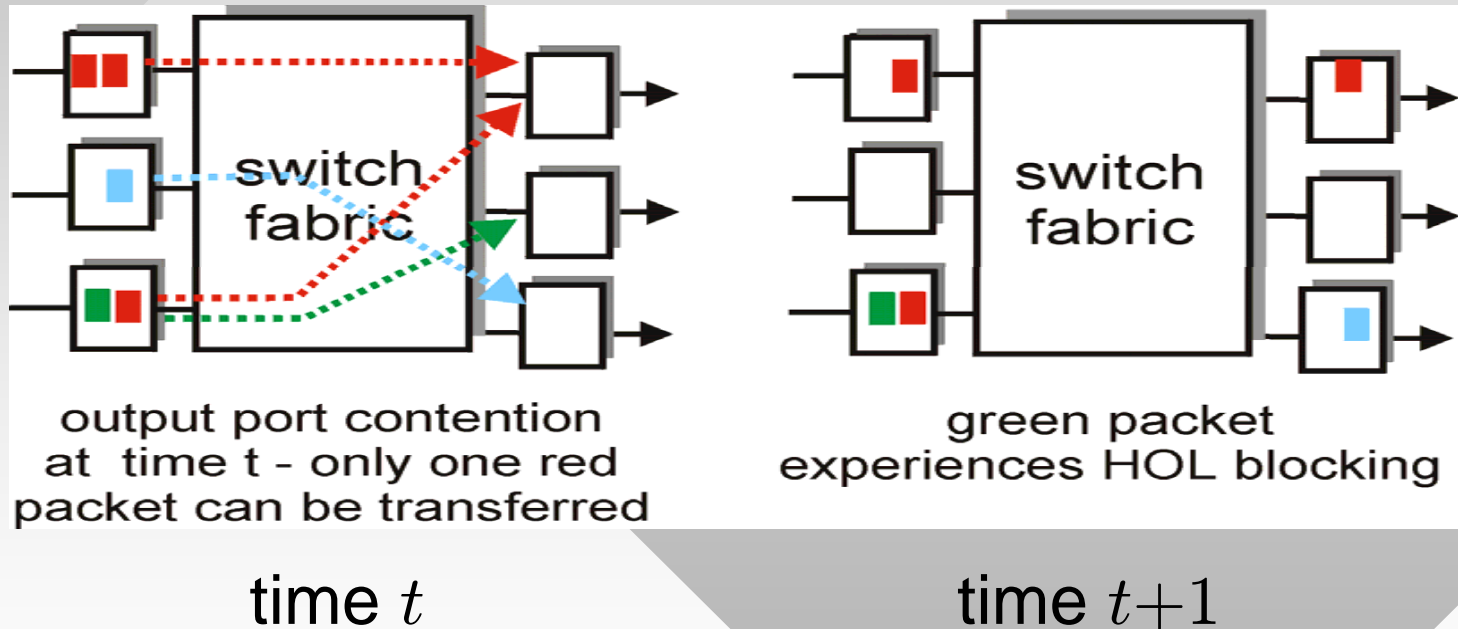 switch
fabric
output port contention
at time t - only one red
packet can be transferred
time t
switch
fabric
green packet
experiences HOL blocking
time t+1